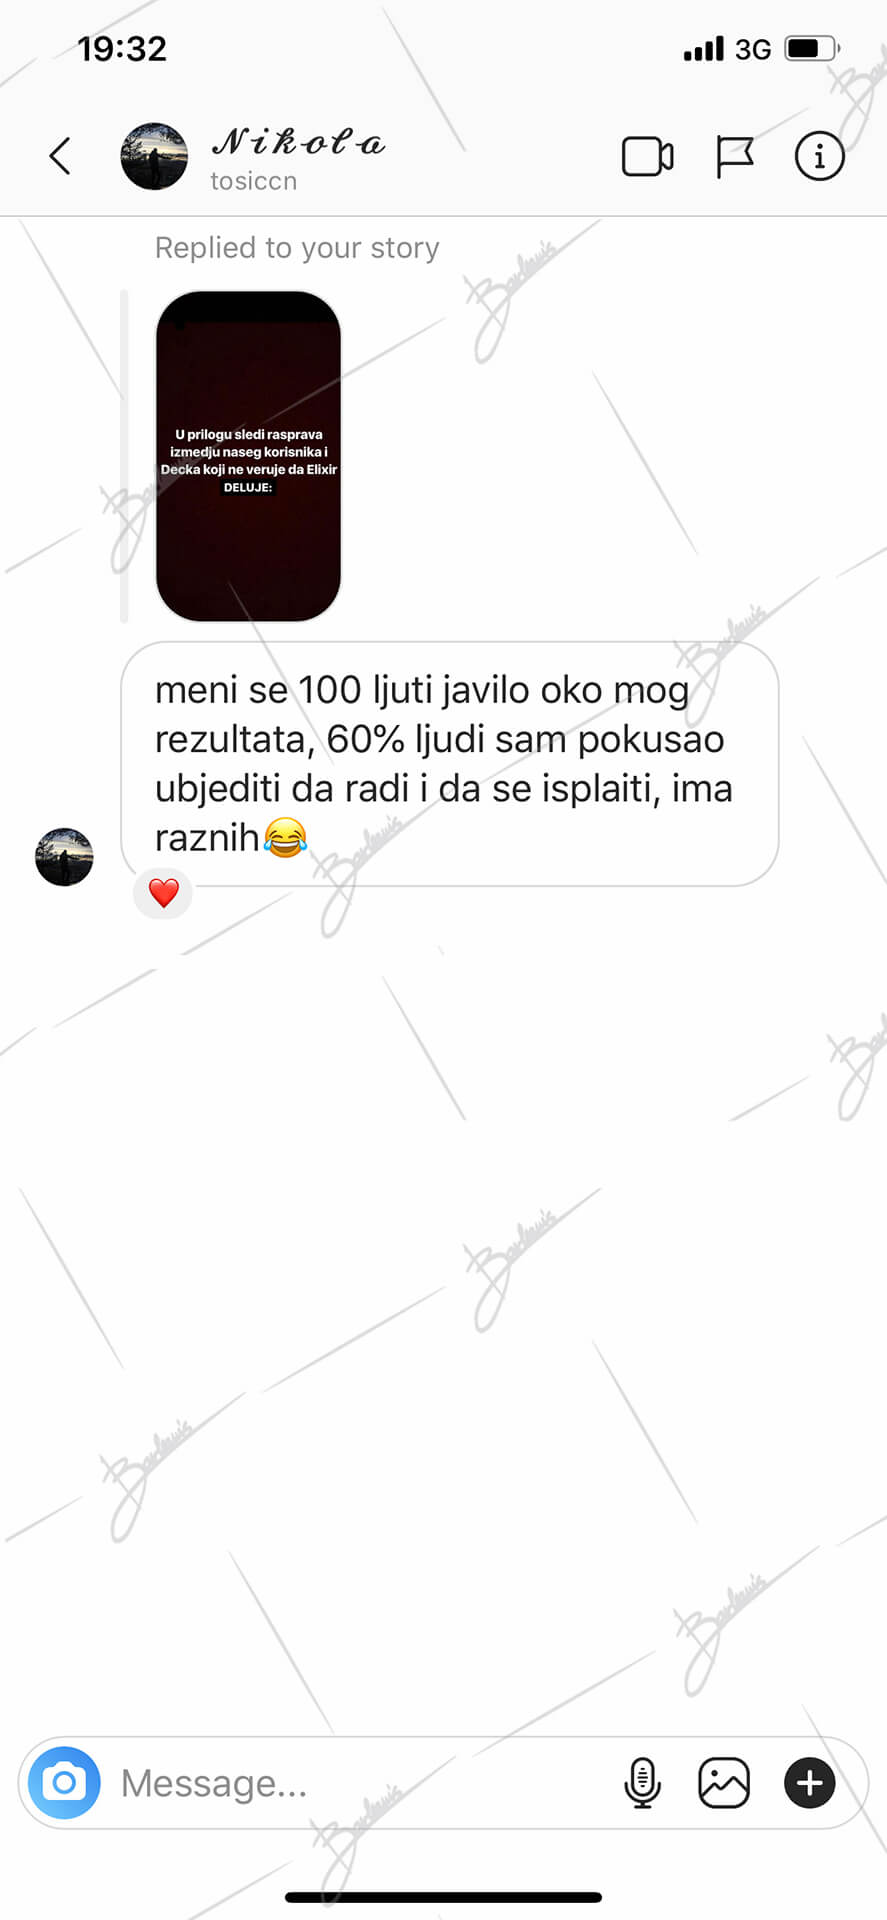 19:32
3G
𝓝𝓲𝓴𝓸𝓵𝓪
tosiccn
Replied to your story
U prilogu sledi rasprava
izmedju naseg korisnika i
Decka koji ne veruje da Elixir
DELUJE:
meni se 100 ljuti javilo oko mog
rezultata, 60% ljudi sam pokusao
ubjediti da radi i da se isplaiti, ima
raznih😂
❤️
Message...